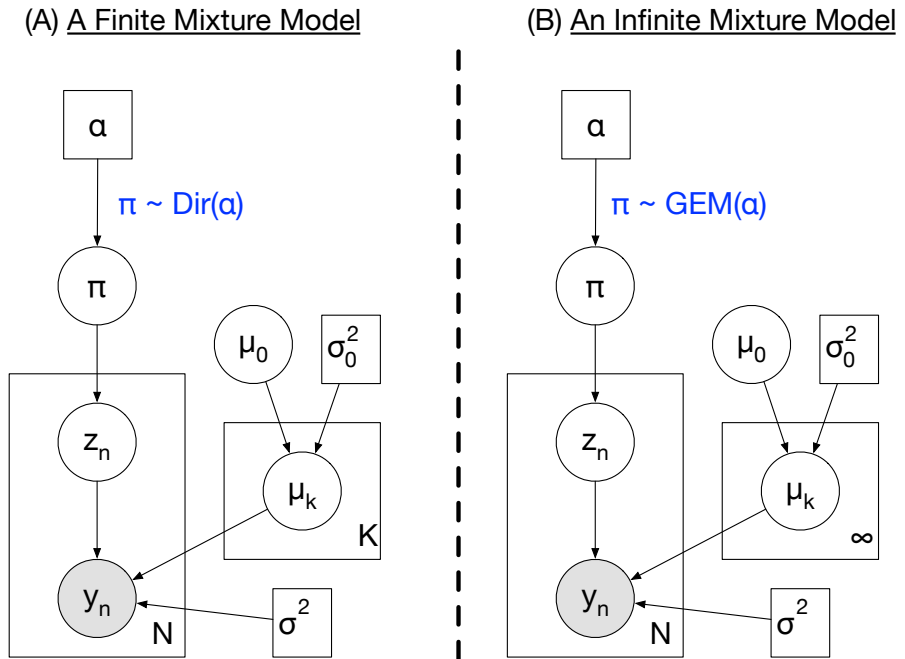 (A) A Finite Mixture Model
α
π ~ Dir(α)
π
μ₀
σ₀²
zₙ
μₖ
K
yₙ
N
σ²
(B) An Infinite Mixture Model
α
π ~ GEM(α)
π
μ₀
σ₀²
zₙ
μₖ
∞
yₙ
N
σ²